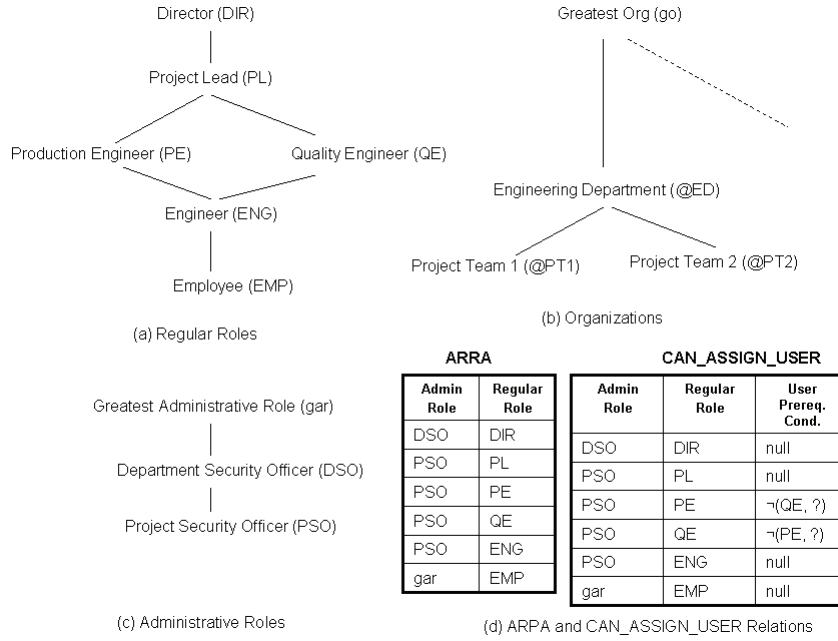 Director (DIR)
Project Lead (PL)
Production Engineer (PE)
Quality Engineer (QE)
Engineer (ENG)
Employee (EMP)
(a) Regular Roles
Greatest Org (go)
Engineering Department (@ED)
Project Team 1 (@PT1)
Project Team 2 (@PT2)
(b) Organizations
Greatest Administrative Role (gar)
Department Security Officer (DSO)
Project Security Officer (PSO)
(c) Administrative Roles
ARRA
Admin Role Regular Role
DSO DIR
PSO PL
PSO PE
PSO QE
PSO ENG
gar EMP
CAN_ASSIGN_USER
Admin Role Regular Role User Prereq. Cond.
DSO DIR null
PSO PL null
PSO PE ¬(QE, ?)
PSO QE ¬(PE, ?)
PSO ENG null
gar EMP null
(d) ARPA and CAN_ASSIGN_USER Relations